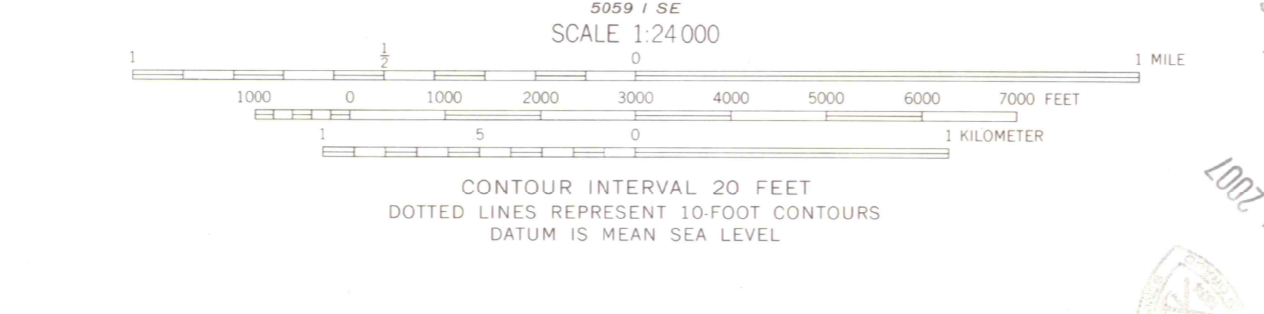 5059 I SE
SCALE 1:24 000
1 1/2 0 1 MILE
1000 0 1000 2000 3000 4000 5000 6000 7000 FEET
1 5 0 1 KILOMETER
CONTOUR INTERVAL 20 FEET
DOTTED LINES REPRESENT 10-FOOT CONTOURS
DATUM IS MEAN SEA LEVEL
2007